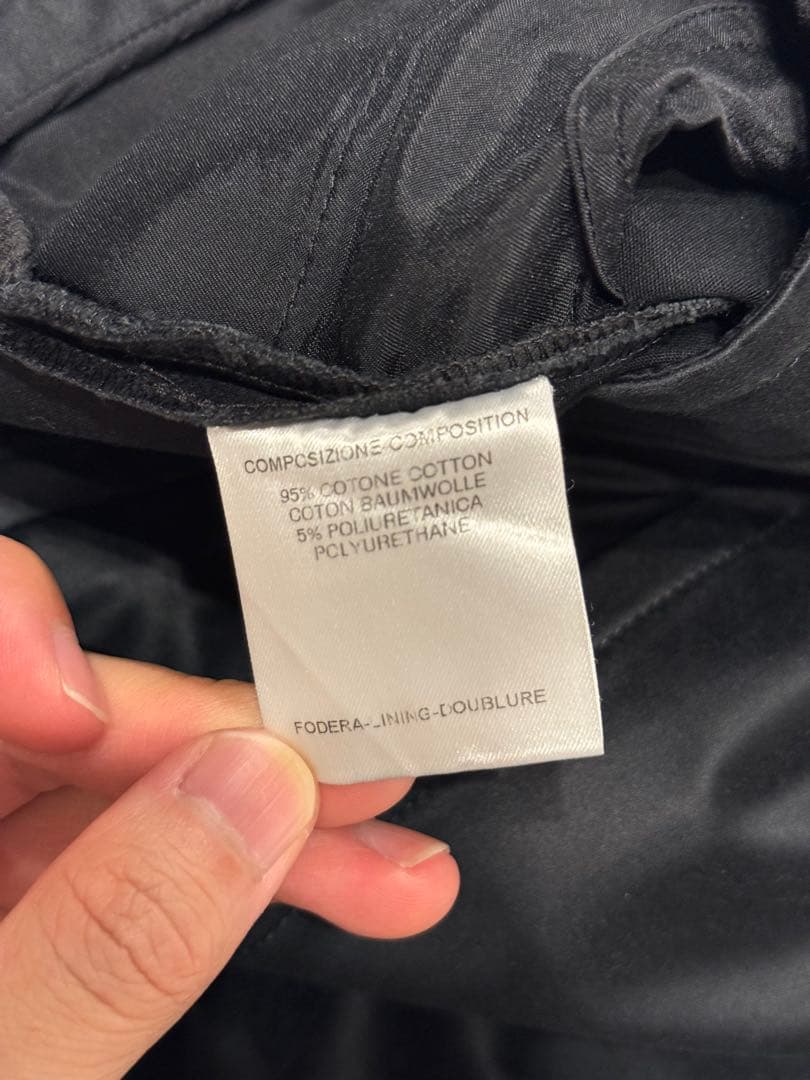 COMPOSIZIONE-COMPOSITION
95% COTONE COTTON
COTON BAUMWOLLE
5% POLIURETANICA
POLYURETHANE
FODERA-LINING-DOUBLURE